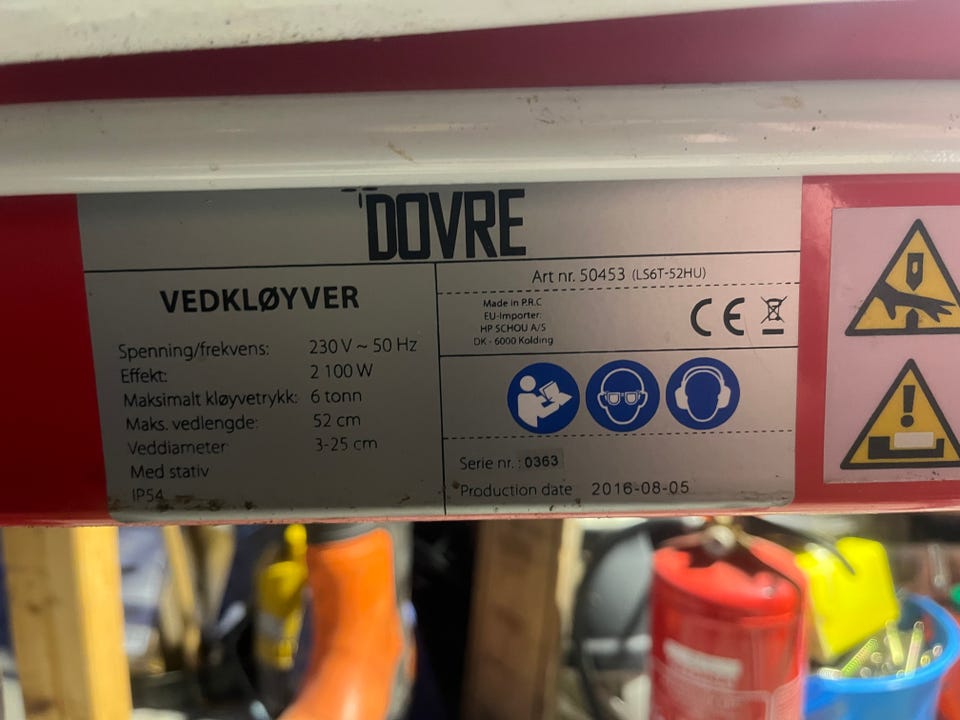 DOVRE
VEDKLØYVER
Spenning/frekvens: 230 V ~ 50 Hz
Effekt: 2 100 W
Maksimalt kløyvetrykk: 6 tonn
Maks. vedlengde: 52 cm
Veddiameter 3-25 cm
Med stativ
IP54
Art nr. 50453 (LS6T-52HU)
Made in P.R.C
EU-Importer:
HP SCHOU A/S
DK - 6000 Kolding
CE
Serie nr. : 0363
Production date 2016-08-05